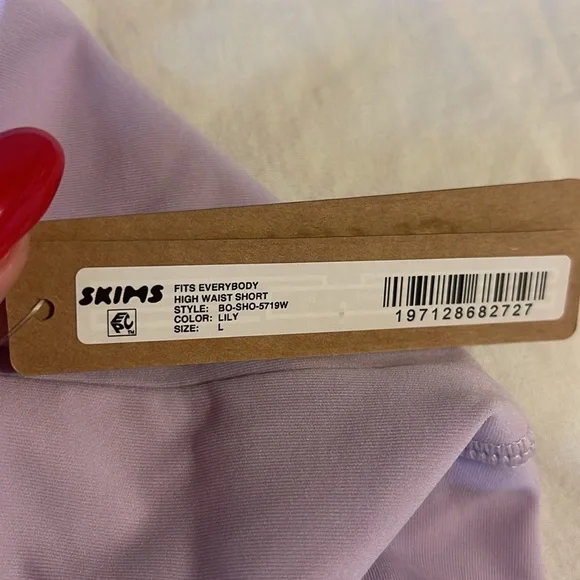 SKIMS
FITS EVERYBODY
HIGH WAIST SHORT
STYLE: BO-SHO-5719W
COLOR: LILY
SIZE: L
197128682727